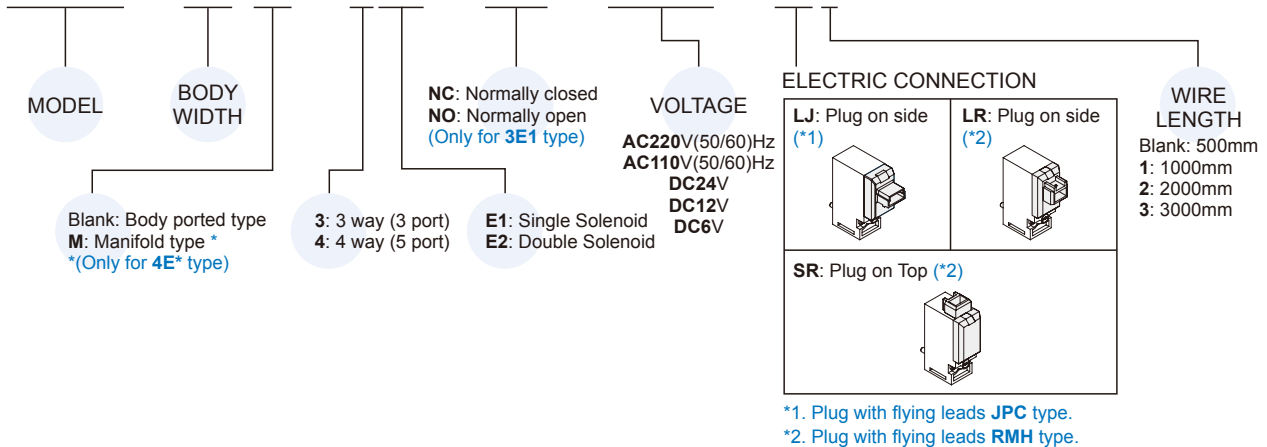 MODEL
BODY
WIDTH
Blank: Body ported type
M: Manifold type *
*(Only for 4E* type)
3: 3 way (3 port)
4: 4 way (5 port)
E1: Single Solenoid
E2: Double Solenoid
NC: Normally closed
NO: Normally open
(Only for 3E1 type)
VOLTAGE
AC220V(50/60)Hz
AC110V(50/60)Hz
DC24V
DC12V
DC6V
ELECTRIC CONNECTION
LJ: Plug on side
(*1)
LR: Plug on side
(*2)
SR: Plug on Top (*2)
*1. Plug with flying leads JPC type.
*2. Plug with flying leads RMH type.
WIRE
LENGTH
Blank: 500mm
1: 1000mm
2: 2000mm
3: 3000mm